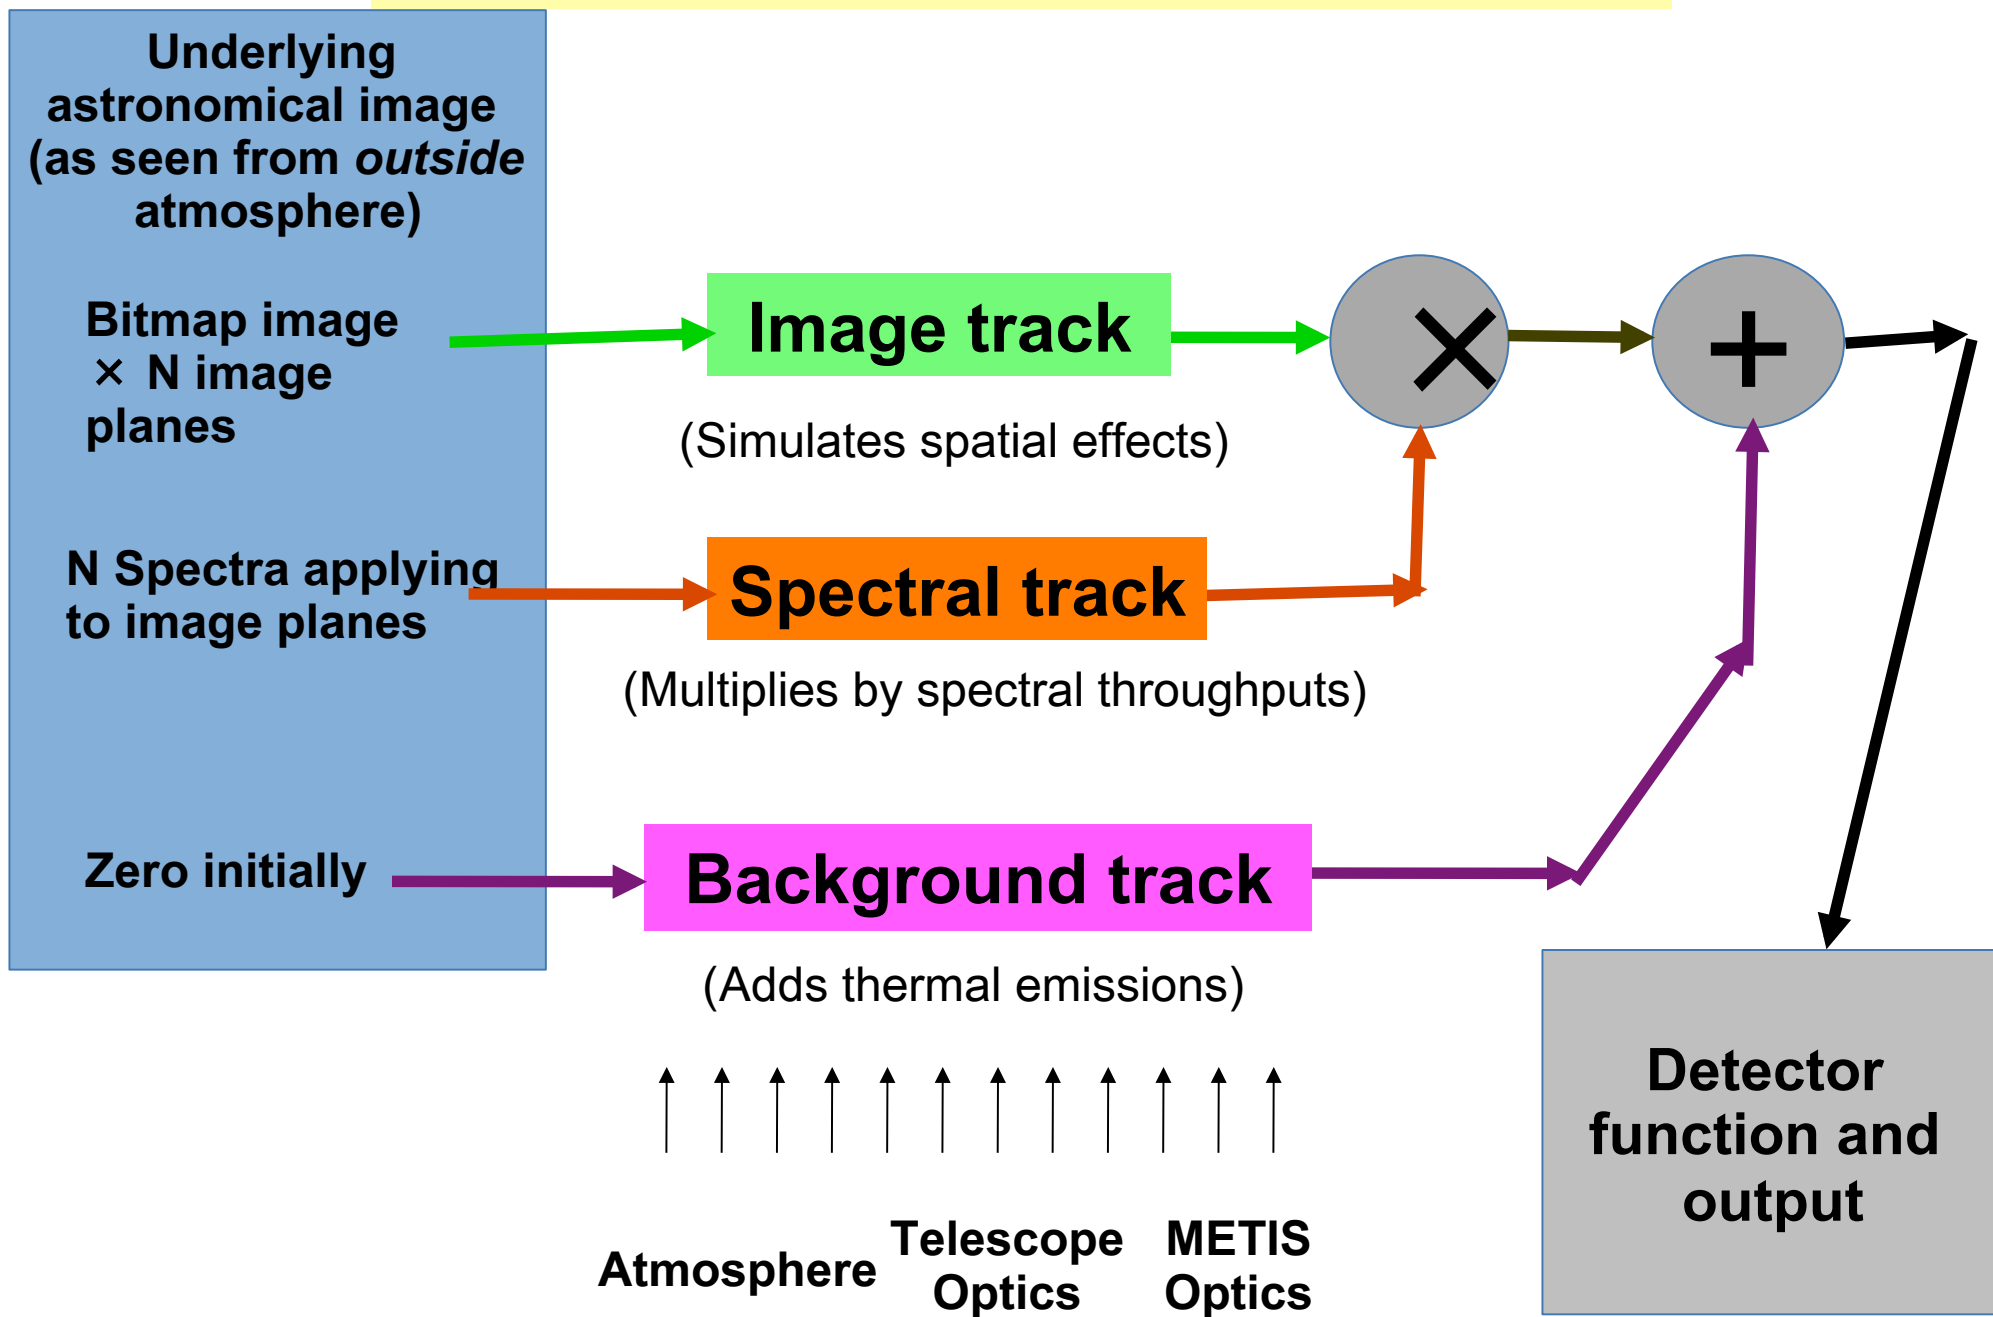 Underlying
astronomical image
(as seen from outside
atmosphere)
Bitmap image
× N image
planes
Image track
(Simulates spatial effects)
×
+
N Spectra applying
to image planes
Spectral track
(Multiplies by spectral throughputs)
Zero initially
Background track
(Adds thermal emissions)
Atmosphere
Telescope
Optics
METIS
Optics
Detector
function and
output